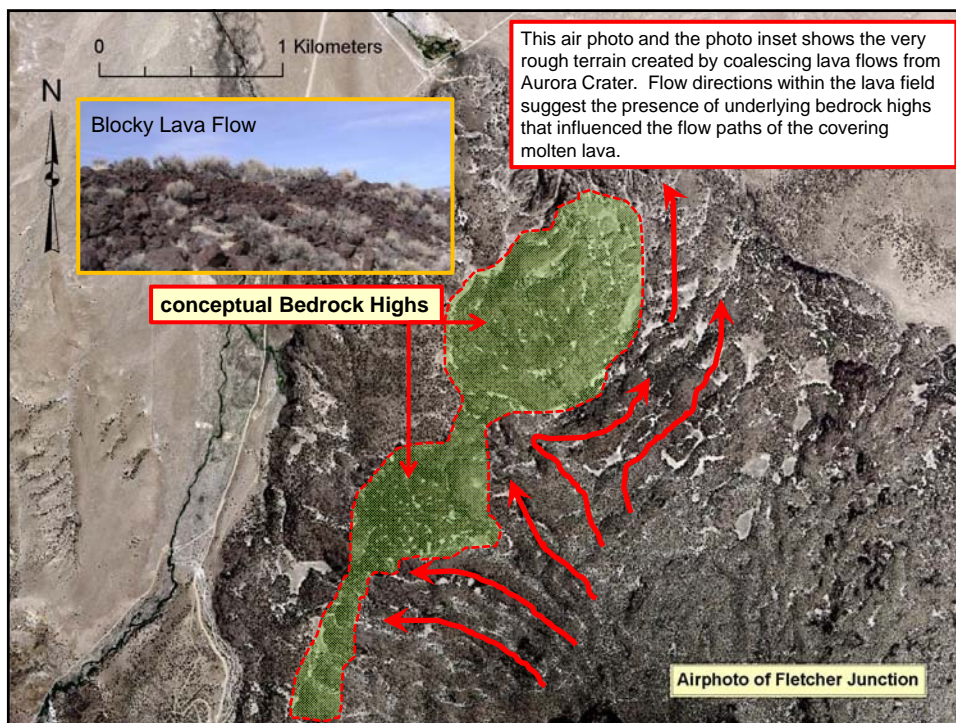 0 1 Kilometers
This air photo and the photo inset shows the very
rough terrain created by coalescing lava flows from
Aurora Crater. Flow directions within the lava field
suggest the presence of underlying bedrock highs
that influenced the flow paths of the covering
molten lava.
N
Blocky Lava Flow
conceptual Bedrock Highs
Airphoto of Fletcher Junction